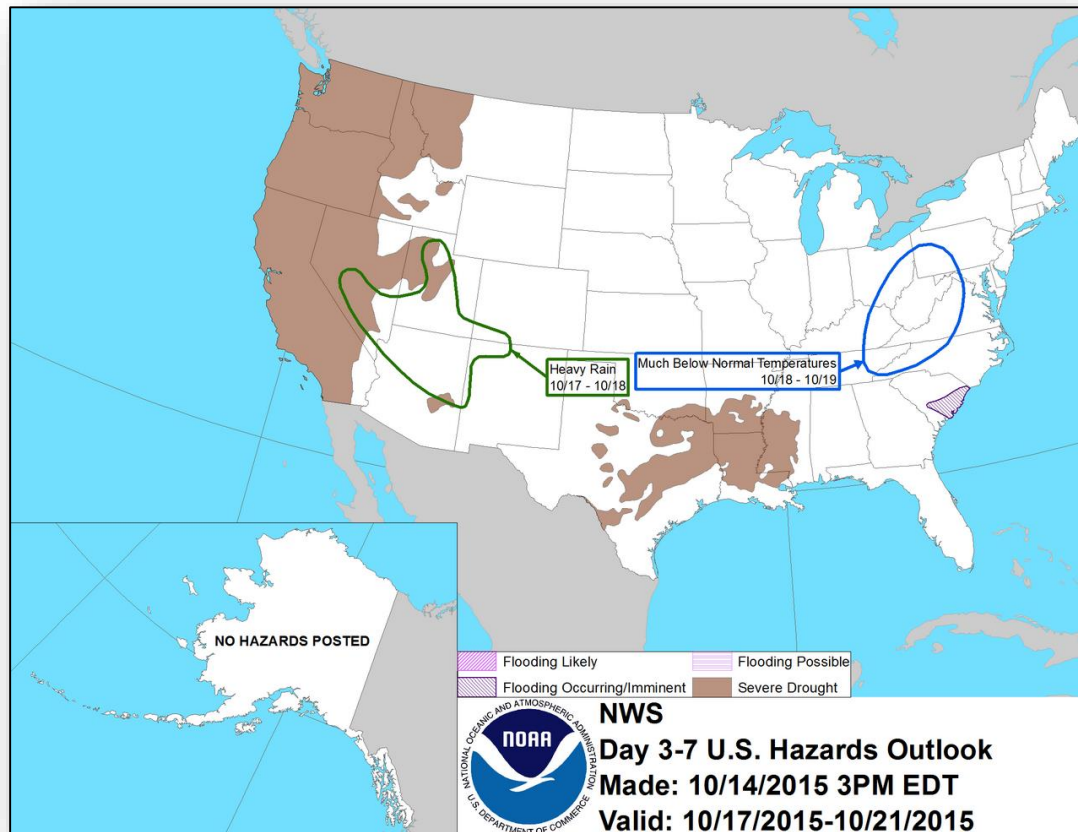 Heavy Rain
10/17 - 10/18
Much Below Normal Temperatures
10/18 - 10/19
NO HAZARDS POSTED
Flooding Likely
Flooding Possible
Flooding Occurring/Imminent
Severe Drought
NATIONAL OCEANIC AND ATMOSPHERIC ADMINISTRATION
NOAA
U.S. DEPARTMENT OF COMMERCE
NWS
Day 3-7 U.S. Hazards Outlook
Made: 10/14/2015 3PM EDT
Valid: 10/17/2015-10/21/2015